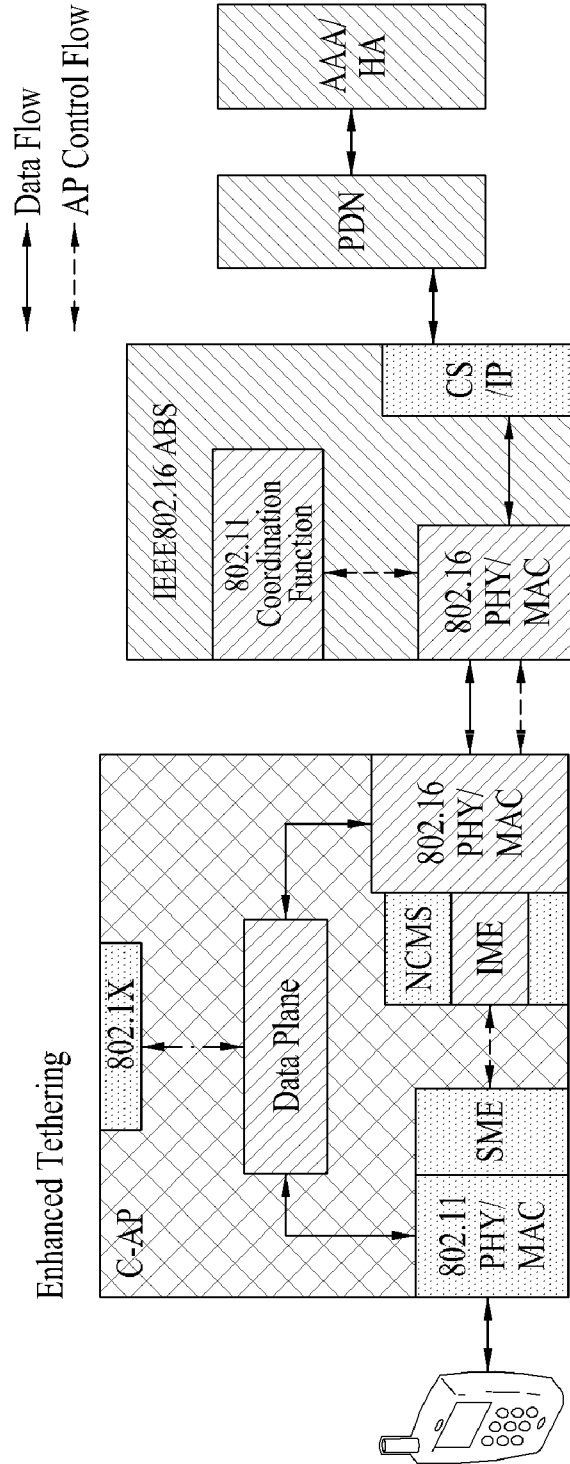 Enhanced Tethering
Data Flow
AP Control Flow
C-AP
802.1X
Data Plane
802.11
PHY/
MAC
SME
NCMS
IME
802.16
PHY/
MAC
IEEE802.16 ABS
802.11
Coordination
Function
802.16
PHY/
MAC
CS
/IP
PDN
AAA/
HA